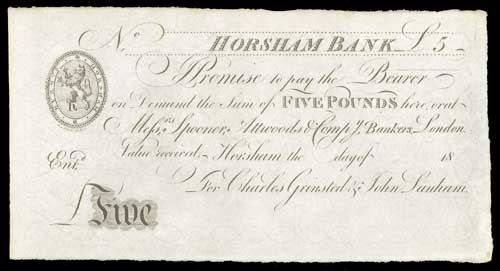 No HORSHAM BANK £5
I Promise to pay the Bearer
on Demand the Sum of FIVE POUNDS here, or at
Messrs Spooner, Attwoods & Compy. Bankers, London.
Value received. Horsham the day of 18
Entd
For Charles Grinsted & John Lanham.
£Five